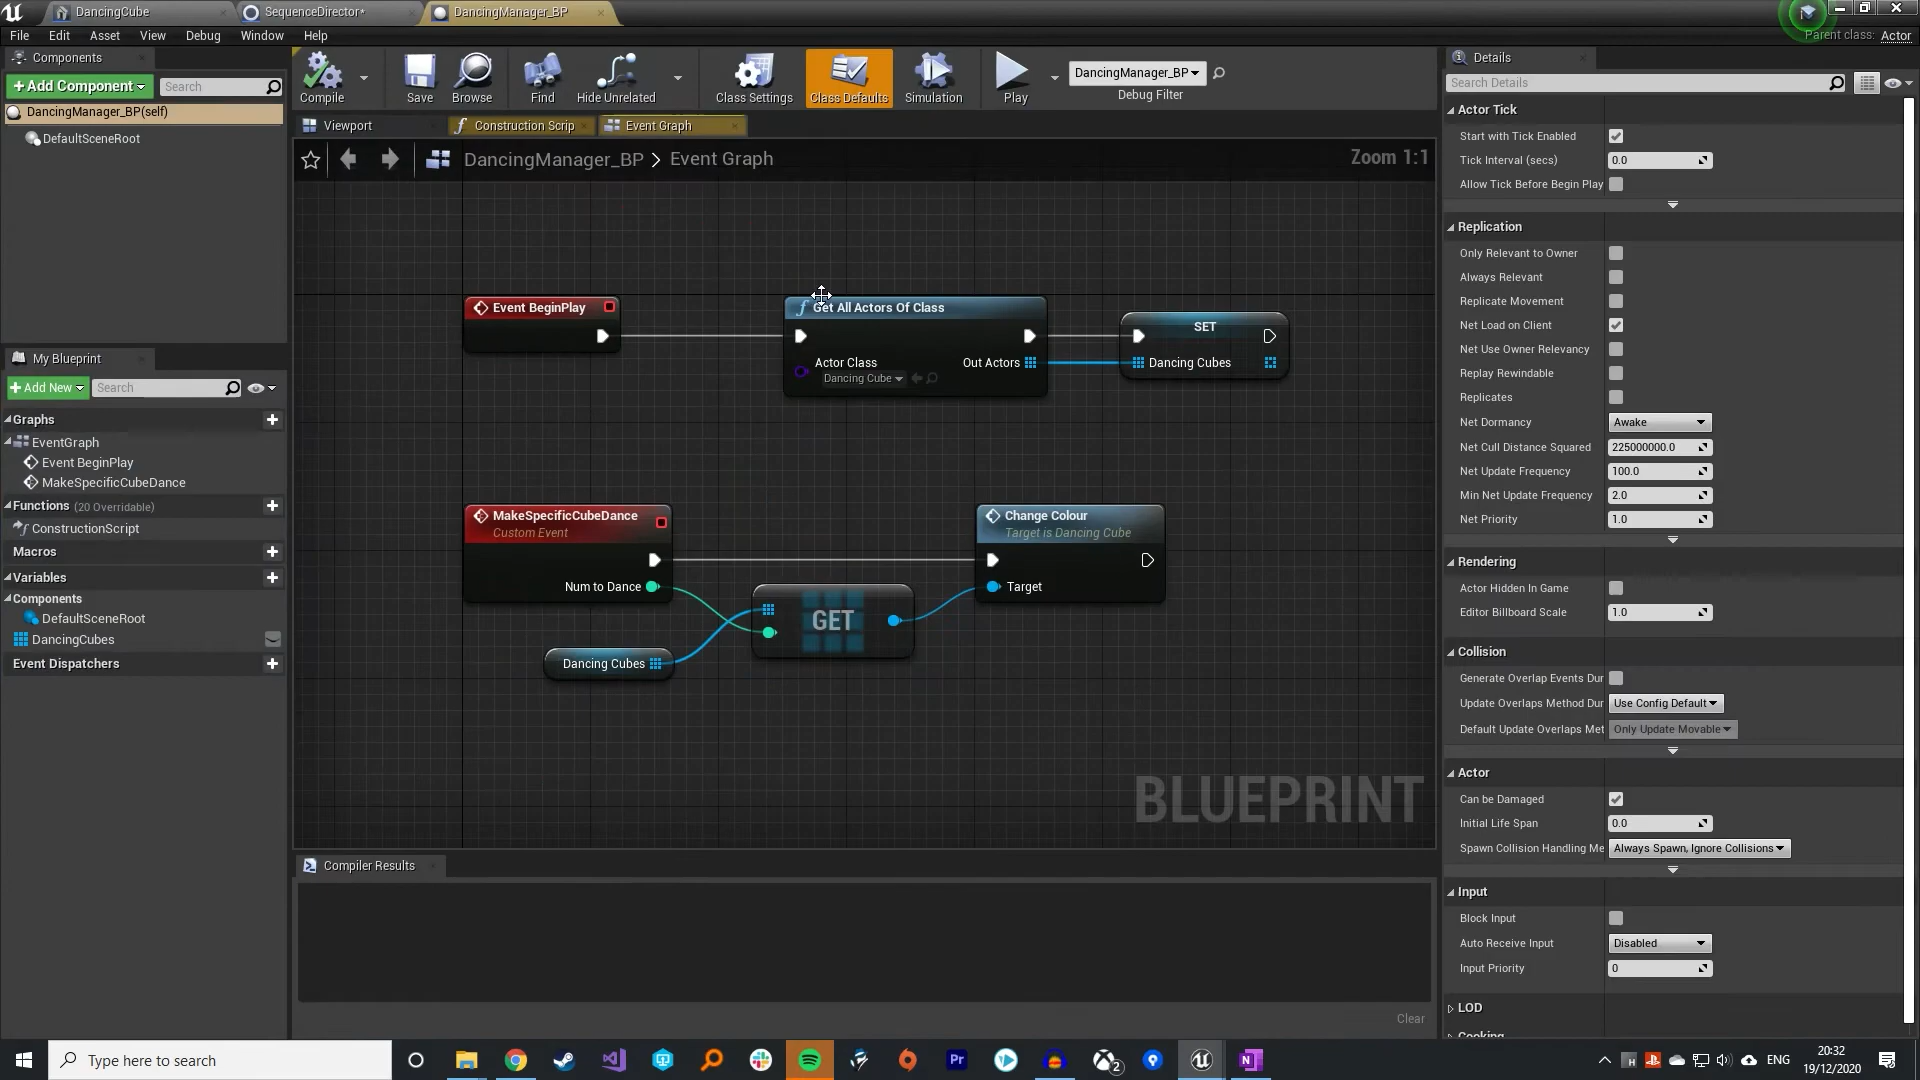 DancingCube
SequenceDirector*
DancingManager_BP
File Edit Asset View Debug Window Help
Parent class: Actor
Components
+Add Component
Search
DancingManager_BP(self)
DefaultSceneRoot
My Blueprint
+Add New
Search
Graphs
EventGraph
Event BeginPlay
MakeSpecificCubeDance
Functions (20 Overridable)
ConstructionScript
Macros
Variables
Components
DefaultSceneRoot
DancingCubes
Event Dispatchers
Compile
Save
Browse
Find
Hide Unrelated
Class Settings
Class Defaults
Simulation
Play
DancingManager_BP
Debug Filter
Viewport
Construction Scrip
Event Graph
DancingManager_BP > Event Graph
Zoom 1:1
Event BeginPlay
Get All Actors Of Class
Actor Class
Dancing Cube
Out Actors
SET
Dancing Cubes
MakeSpecificCubeDance
Custom Event
Num to Dance
Dancing Cubes
GET
Change Colour
Target is Dancing Cube
Target
BLUEPRINT
Compiler Results
Clear
Details
Search Details
Actor Tick
Start with Tick Enabled
Tick Interval (secs) 0.0
Allow Tick Before Begin Play
Replication
Only Relevant to Owner
Always Relevant
Replicate Movement
Net Load on Client
Net Use Owner Relevancy
Replay Rewindable
Replicates
Net Dormancy Awake
Net Cull Distance Squared 225000000.0
Net Update Frequency 100.0
Min Net Update Frequency 2.0
Net Priority 1.0
Rendering
Actor Hidden In Game
Editor Billboard Scale 1.0
Collision
Generate Overlap Events Dur
Update Overlaps Method Dur Use Config Default
Default Update Overlaps Met Only Update Movable
Actor
Can be Damaged
Initial Life Span 0.0
Spawn Collision Handling Me Always Spawn, Ignore Collisions
Input
Block Input
Auto Receive Input Disabled
Input Priority 0
LOD
Cooking
Type here to search
Pr
2
N
ENG
20:32
19/12/2020